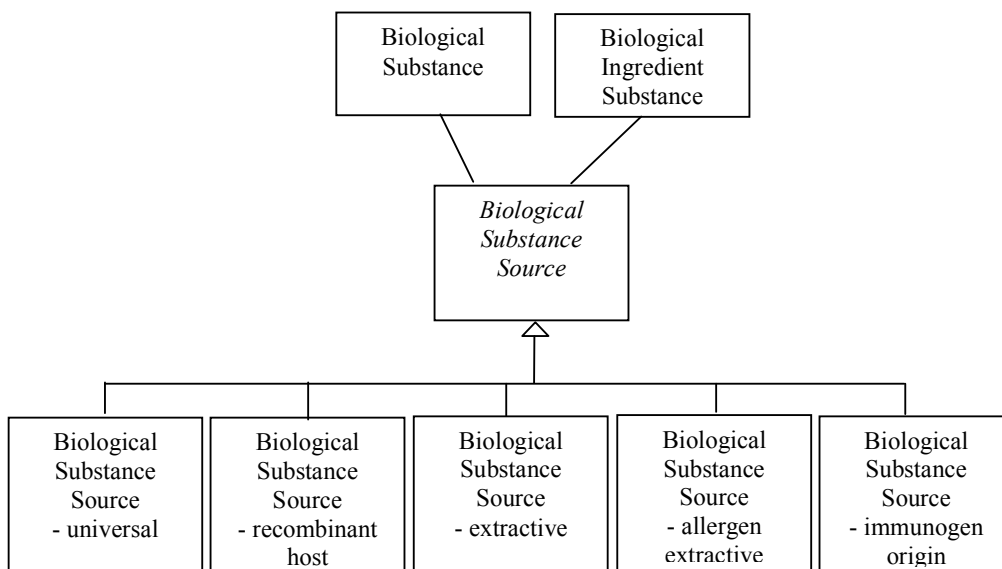 Biological
Substance
Biological
Ingredient
Substance
Biological
Substance
Source
Biological
Substance
Source
- universal
Biological
Substance
Source
- recombinant
host
Biological
Substance
Source
- extractive
Biological
Substance
Source
- allergen
extractive
Biological
Substance
Source
- immunogen
origin